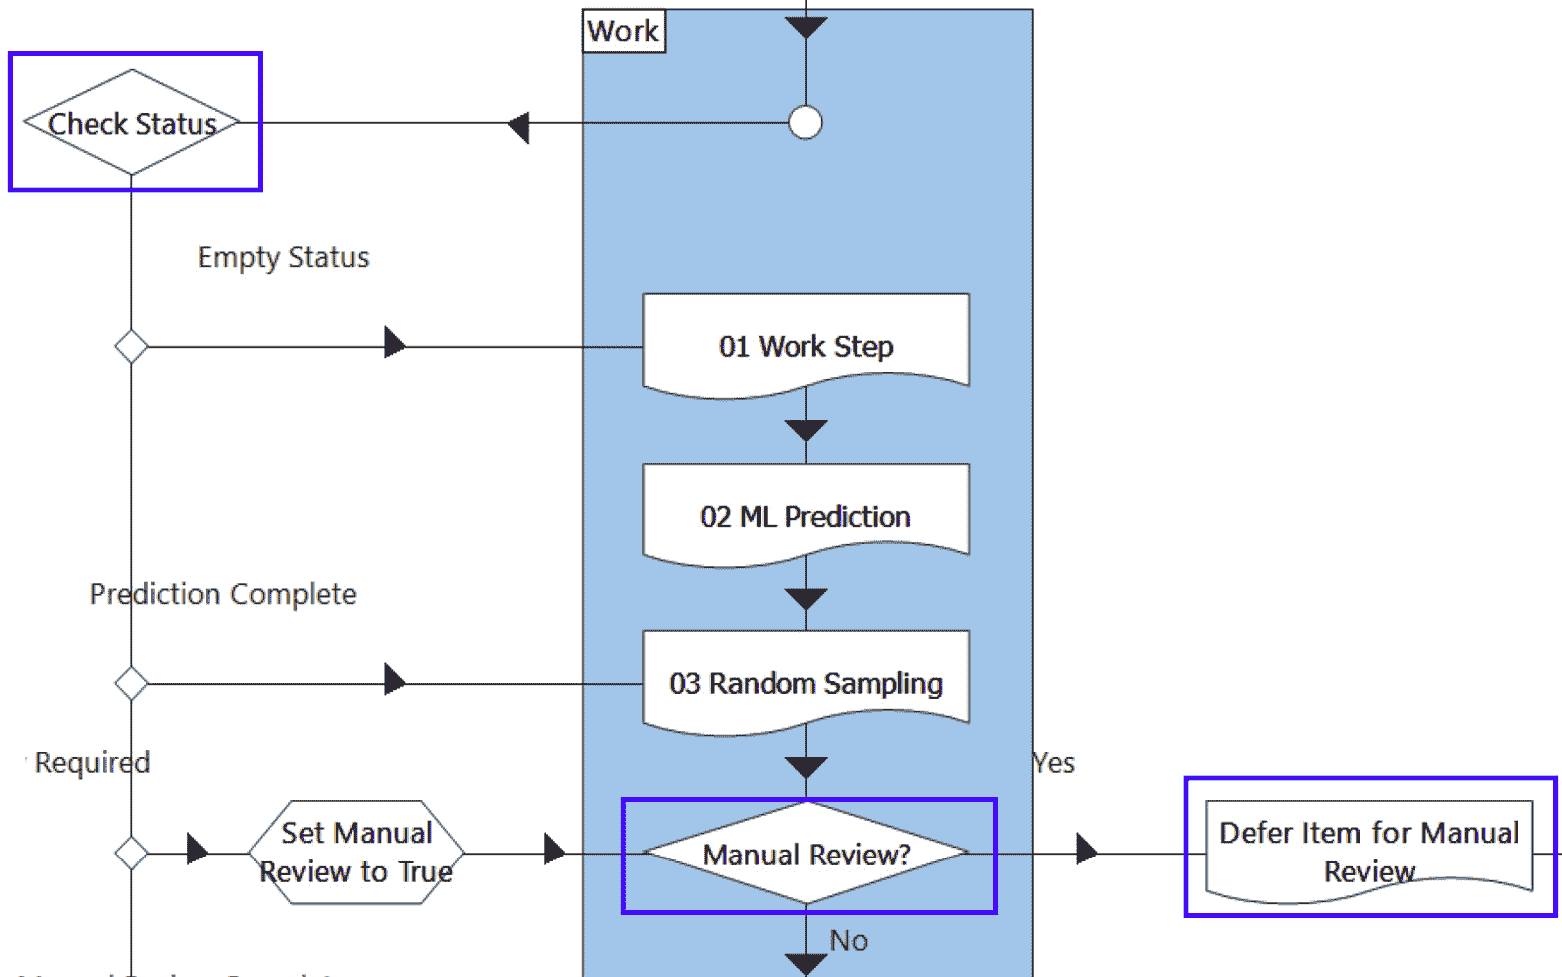 Work
Check Status
Empty Status
01 Work Step
02 ML Prediction
Prediction Complete
03 Random Sampling
Required
Yes
Set Manual
Review to True
Manual Review?
Defer Item for Manual
Review
No